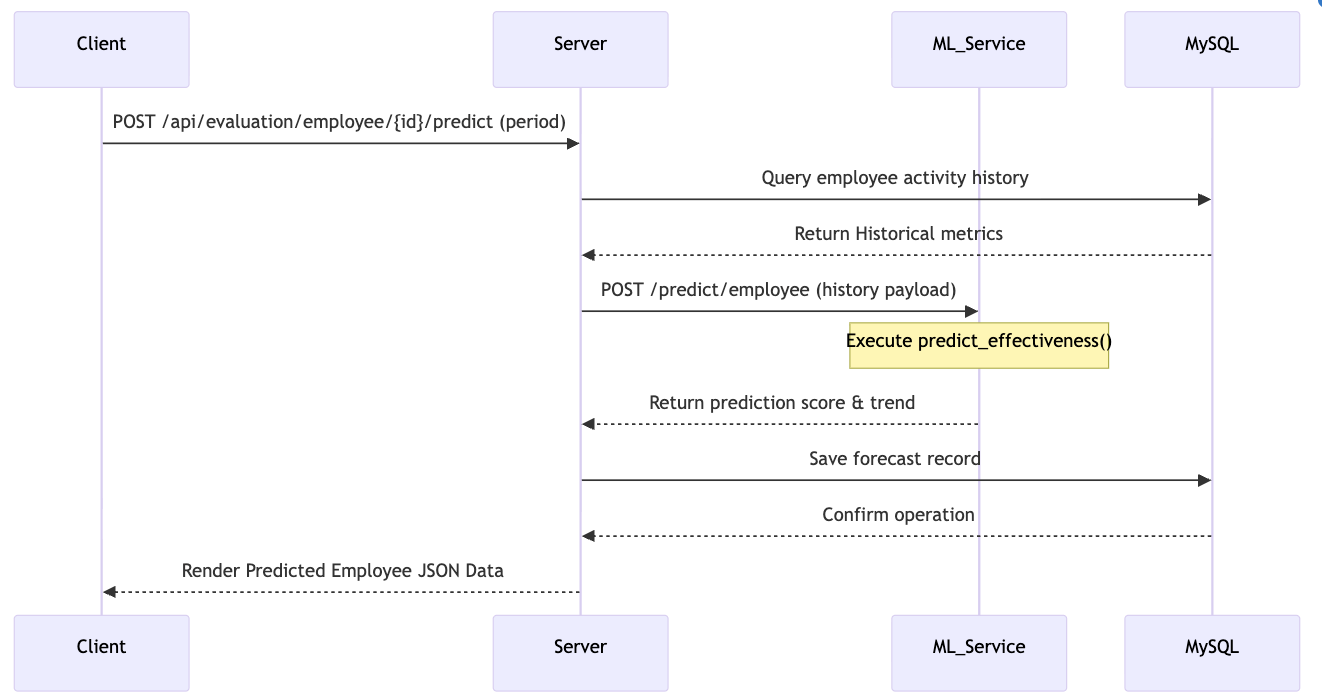 Client
Server
ML_Service
MySQL
POST /api/evaluation/employee/{id}/predict (period)
Query employee activity history
Return Historical metrics
POST /predict/employee (history payload)
Execute predict_effectiveness()
Return prediction score & trend
Save forecast record
Confirm operation
Render Predicted Employee JSON Data
Client
Server
ML_Service
MySQL